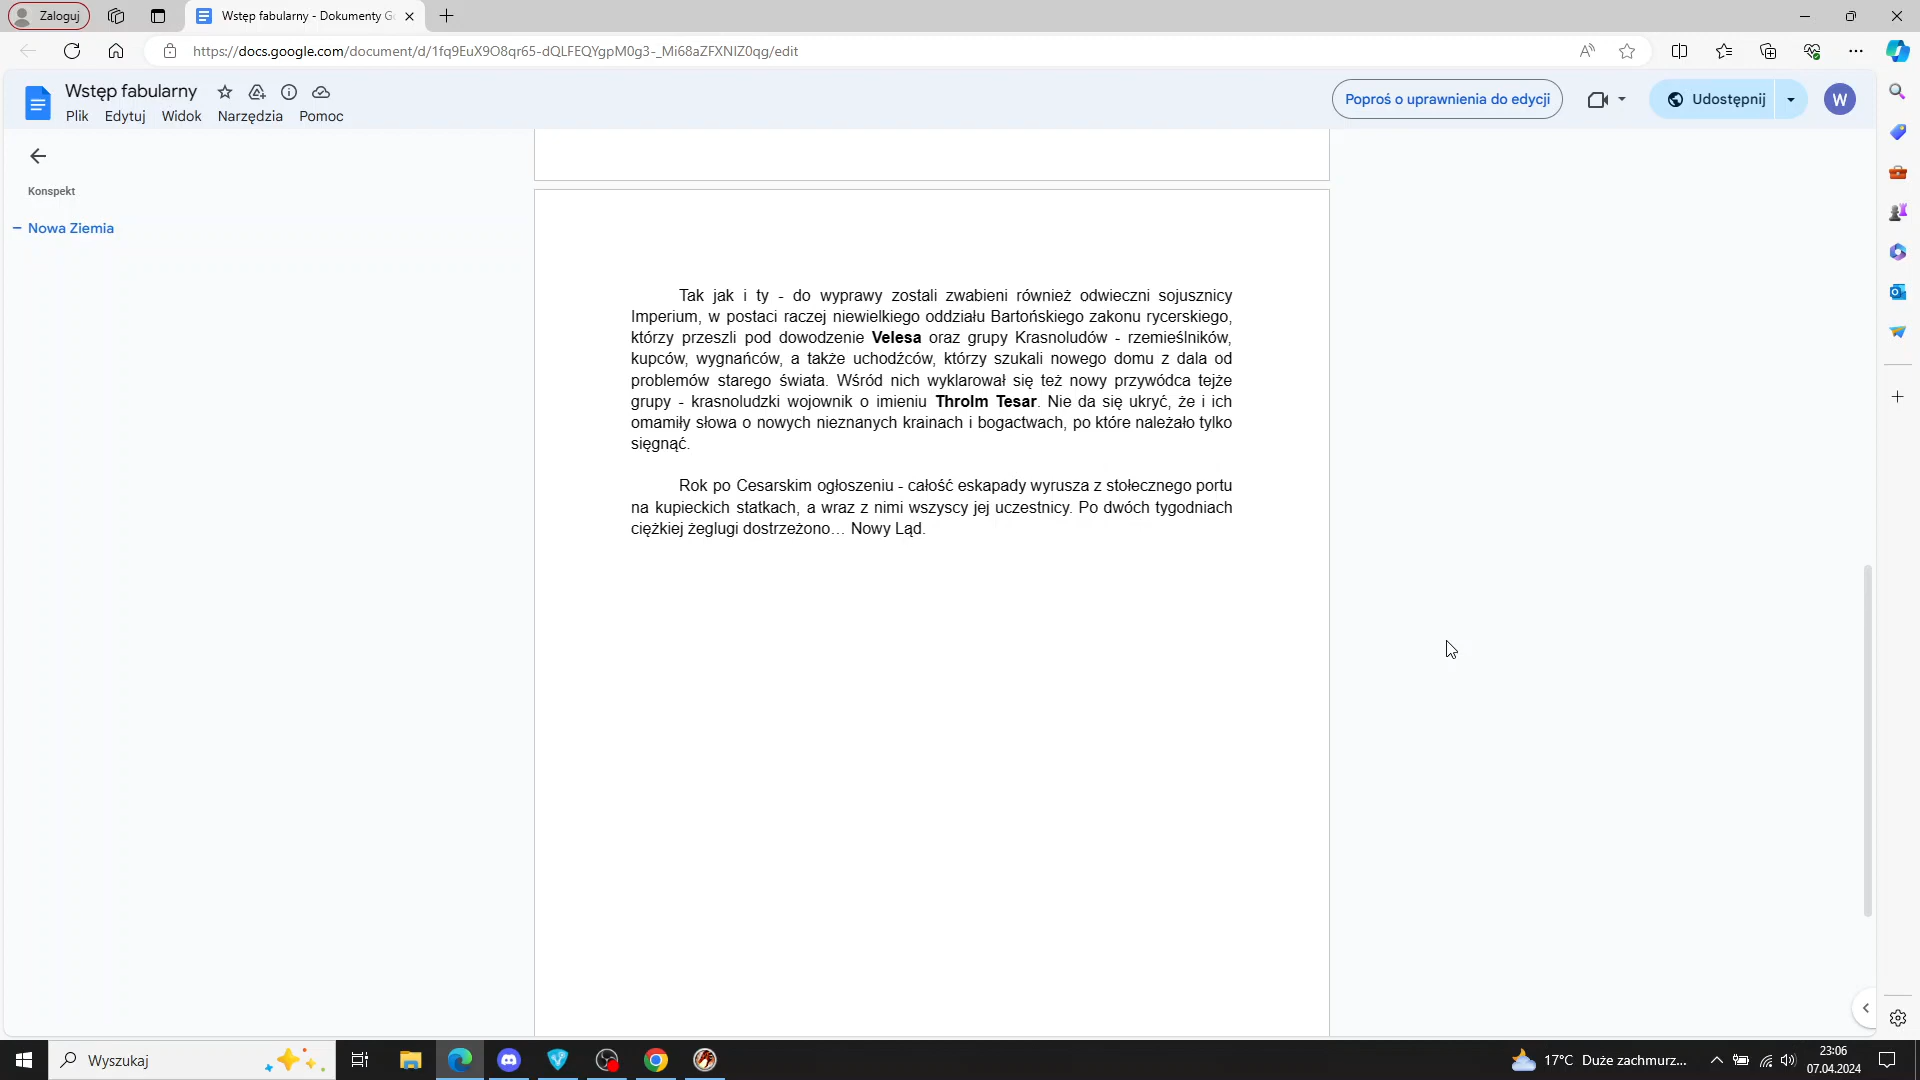 Zaloguj
Wstęp fabularny - Dokumenty G
https://docs.google.com/document/d/1fq9EuX9O8qr65-dQLFEQYgpM0g3-_Mi68aZFXNIZ0qg/edit
Wstęp fabularny
Plik Edytuj Widok Narzędzia Pomoc
Poproś o uprawnienia do edycji
Udostępnij
W
Konspekt
Nowa Ziemia
Tak jak i ty - do wyprawy zostali zwabieni również odwieczni sojusznicy
Imperium, w postaci raczej niewielkiego oddziału Bartońskiego zakonu rycerskiego,
którzy przeszli pod dowodzenie Velesa oraz grupy Krasnoludów - rzemieślników,
kupców, wygnańców, a także uchodźców, którzy szukali nowego domu z dala od
problemów starego świata. Wśród nich wyklarował się też nowy przywódca tejże
grupy - krasnoludzki wojownik o imieniu Throlm Tesar. Nie da się ukryć, że i ich
omamiły słowa o nowych nieznanych krainach i bogactwach, po które należało tylko
sięgnąć.
Rok po Cesarskim ogłoszeniu - całość eskapady wyrusza z stołecznego portu
na kupieckich statkach, a wraz z nimi wszyscy jej uczestnicy. Po dwóch tygodniach
ciężkiej żeglugi dostrzeżono… Nowy Ląd.
Wyszukaj
17°C Duże zachmurz...
23:06
07.04.2024